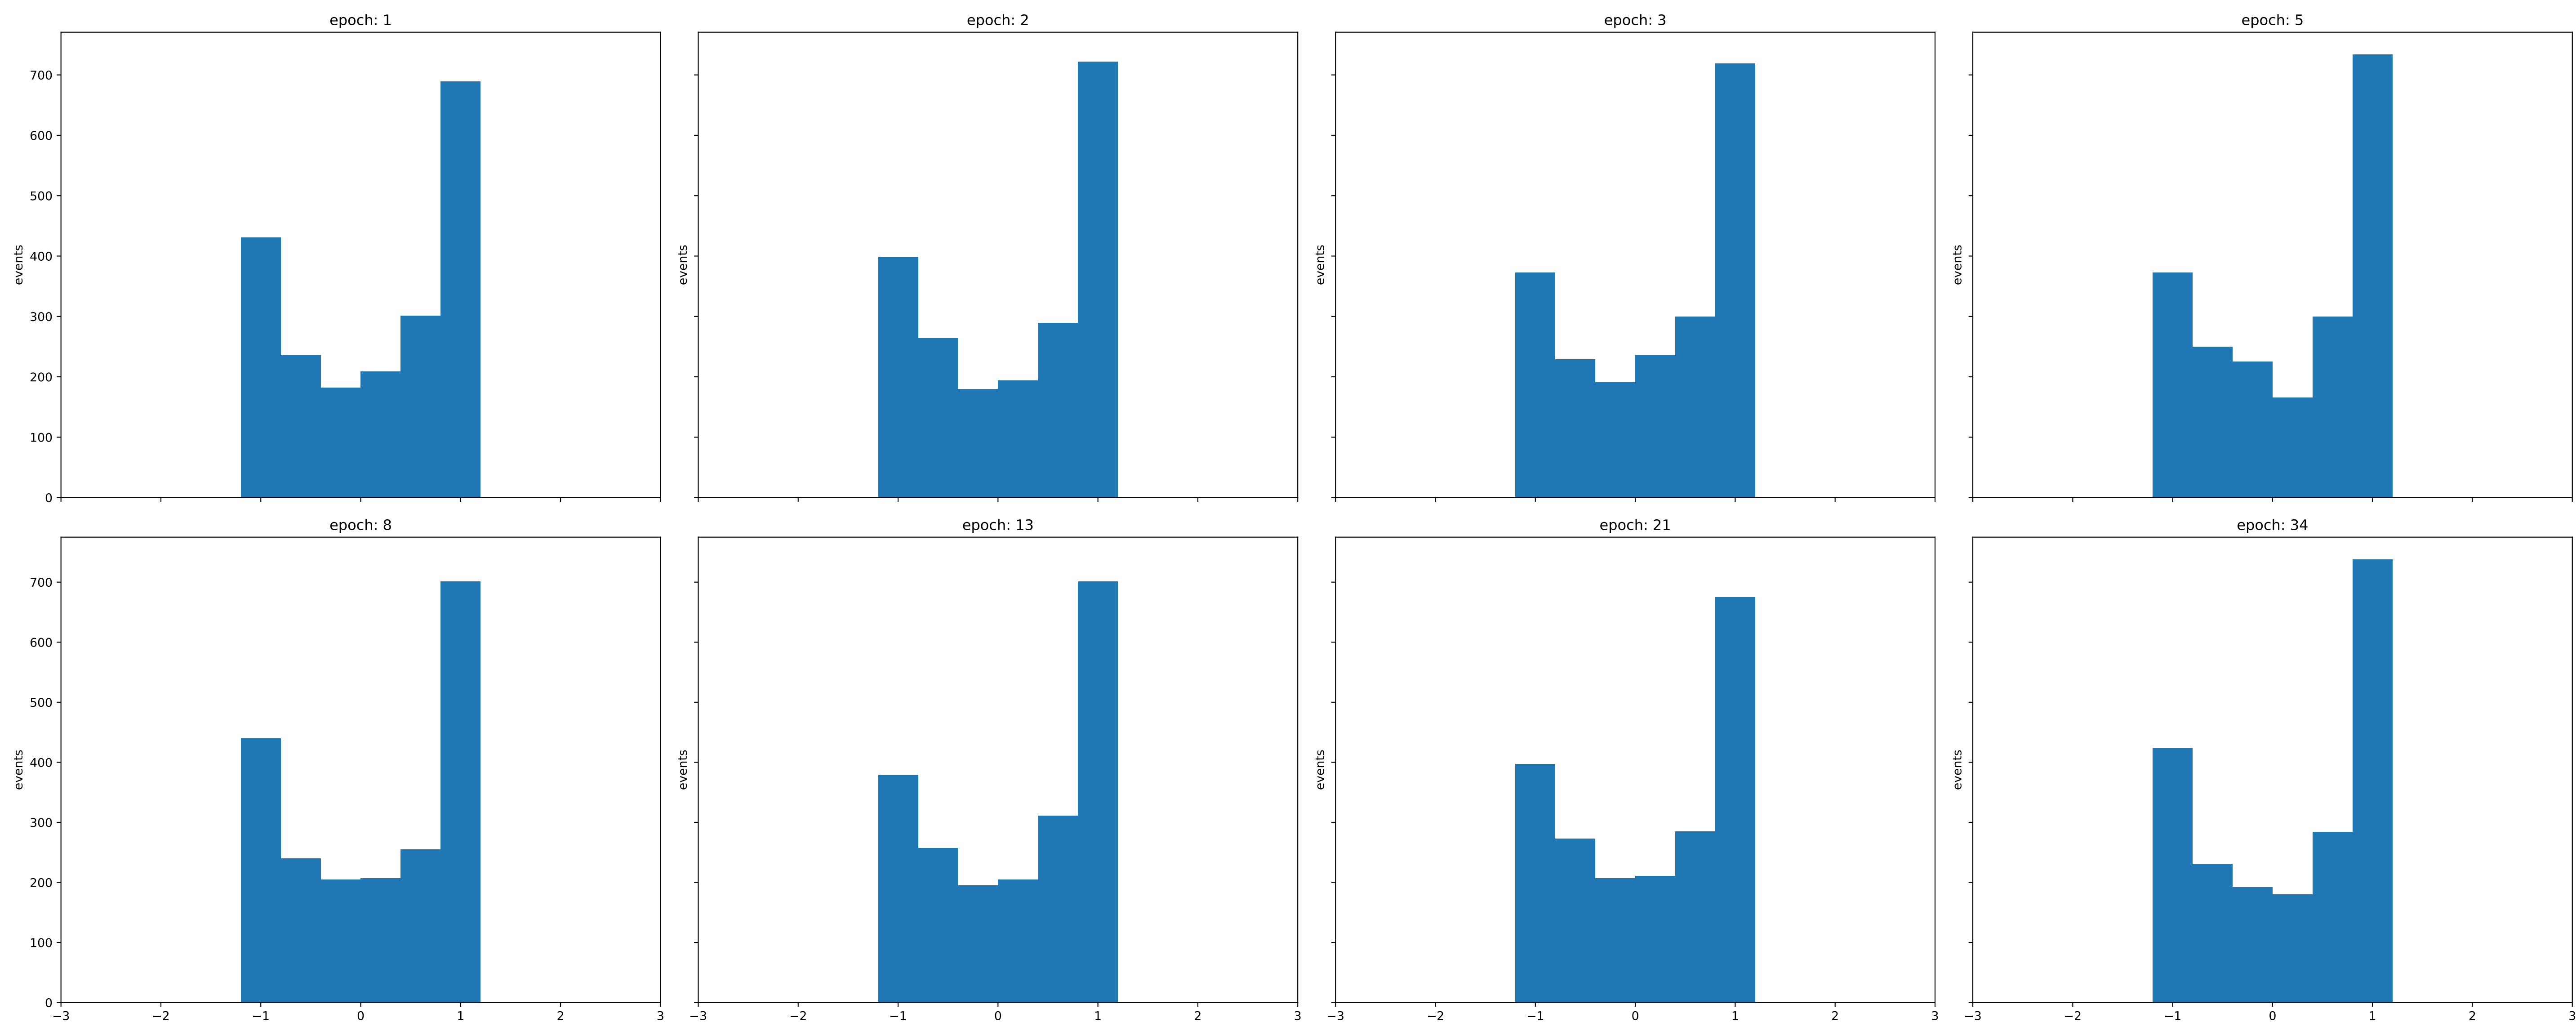 epoch: 1
epoch: 2
epoch: 3
epoch: 5
700
600
500
400
300
200
100
0
events
events
events
events
epoch: 8
epoch: 13
epoch: 21
epoch: 34
700
600
500
400
300
200
100
0
events
events
events
events
−3 −2 −1 0 1 2 3
−3 −2 −1 0 1 2 3
−3 −2 −1 0 1 2 3
−3 −2 −1 0 1 2 3